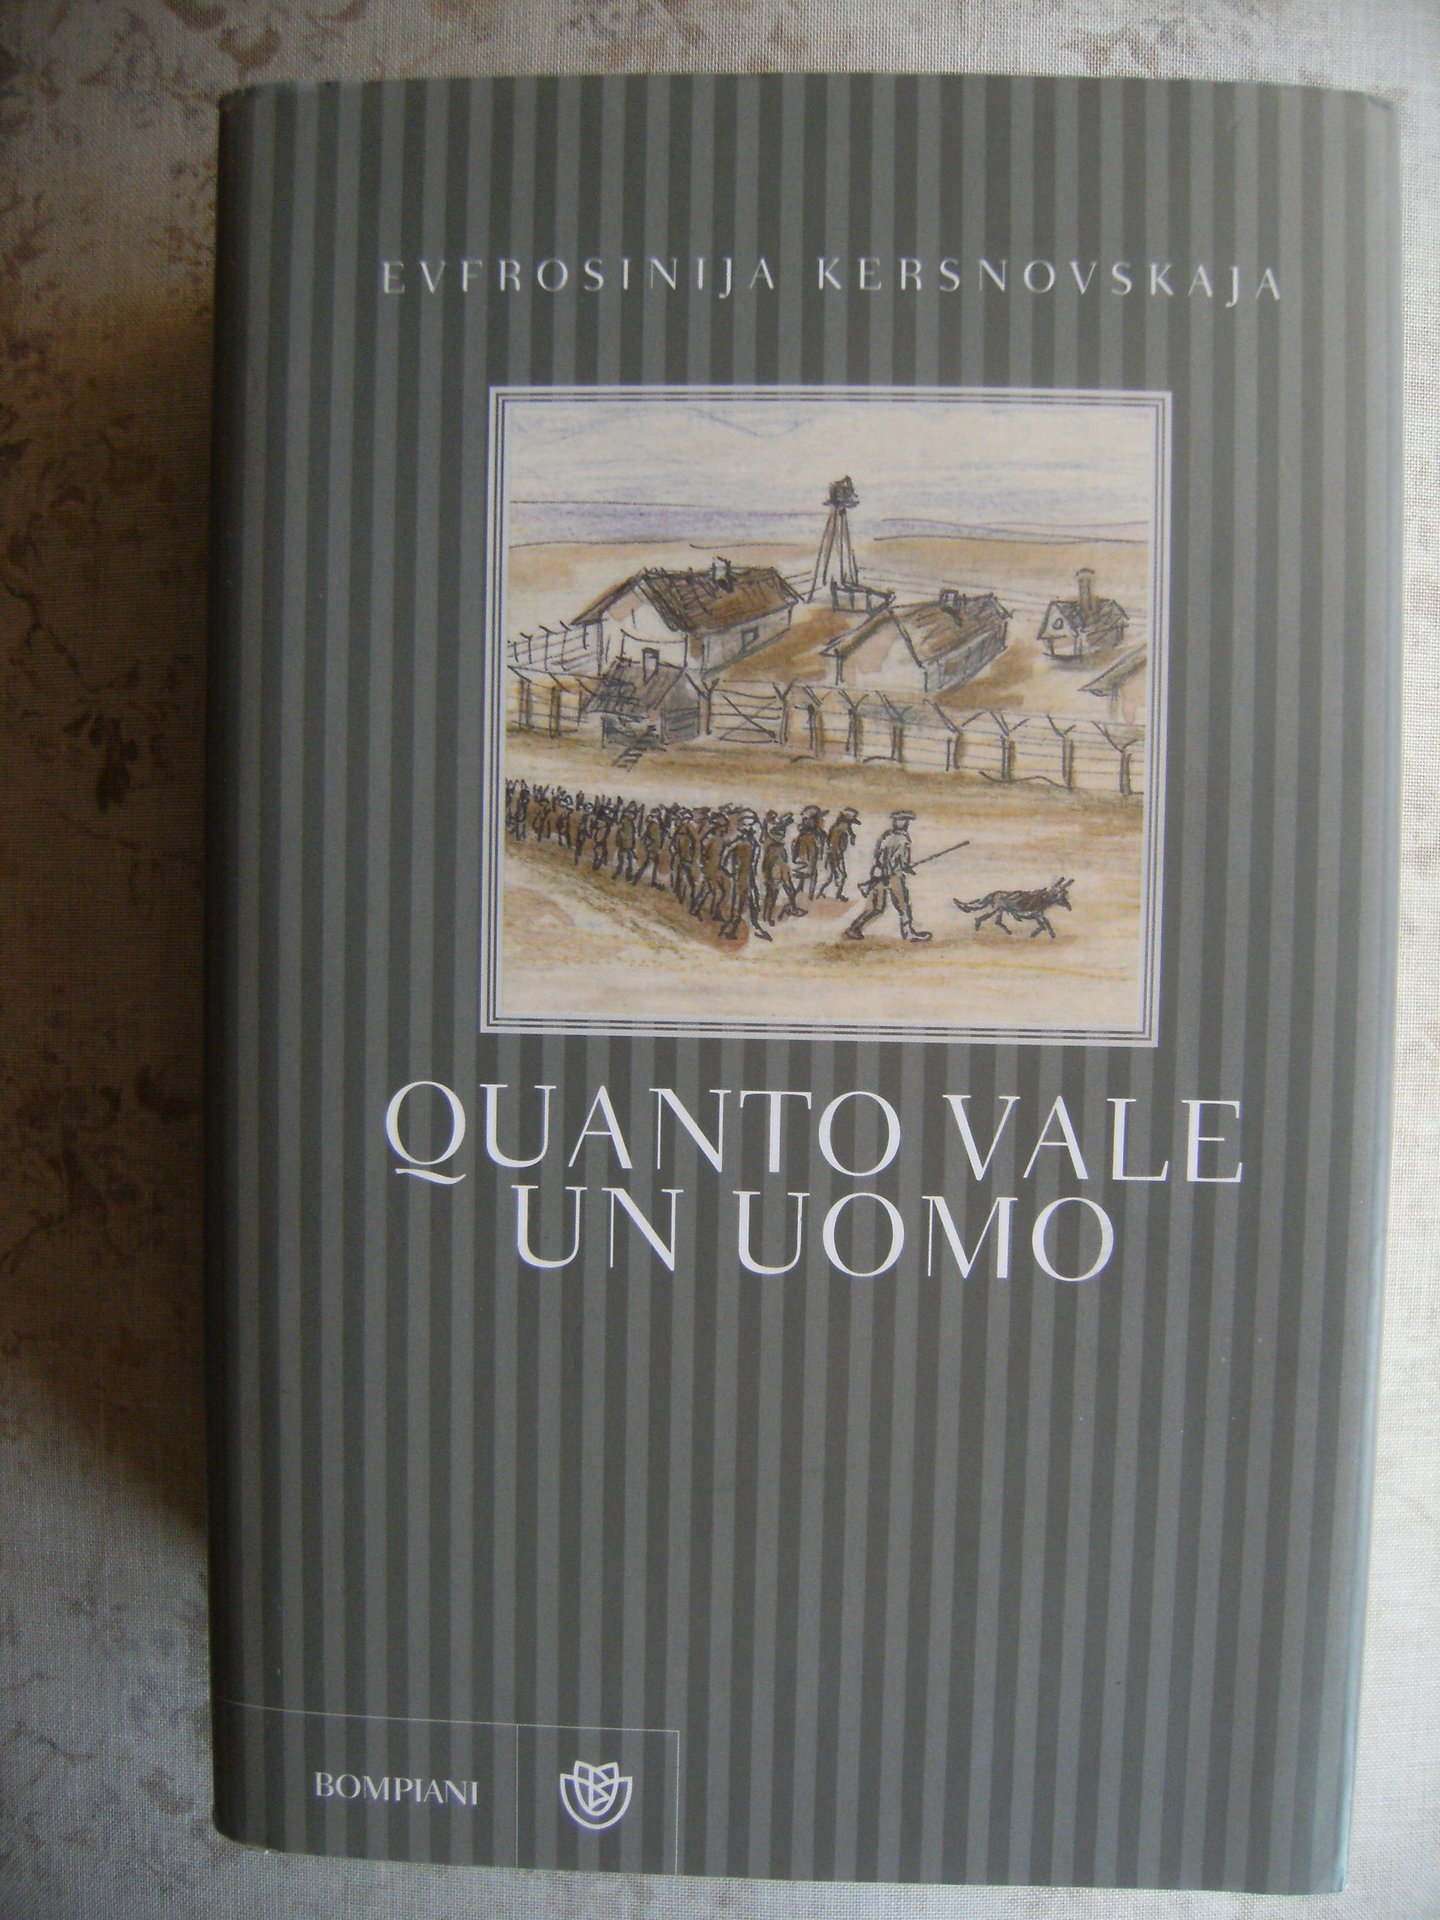 EVFROSINIJA KERSNOVSKAJA
QUANTO VALE
UN UOMO
BOMPIANI